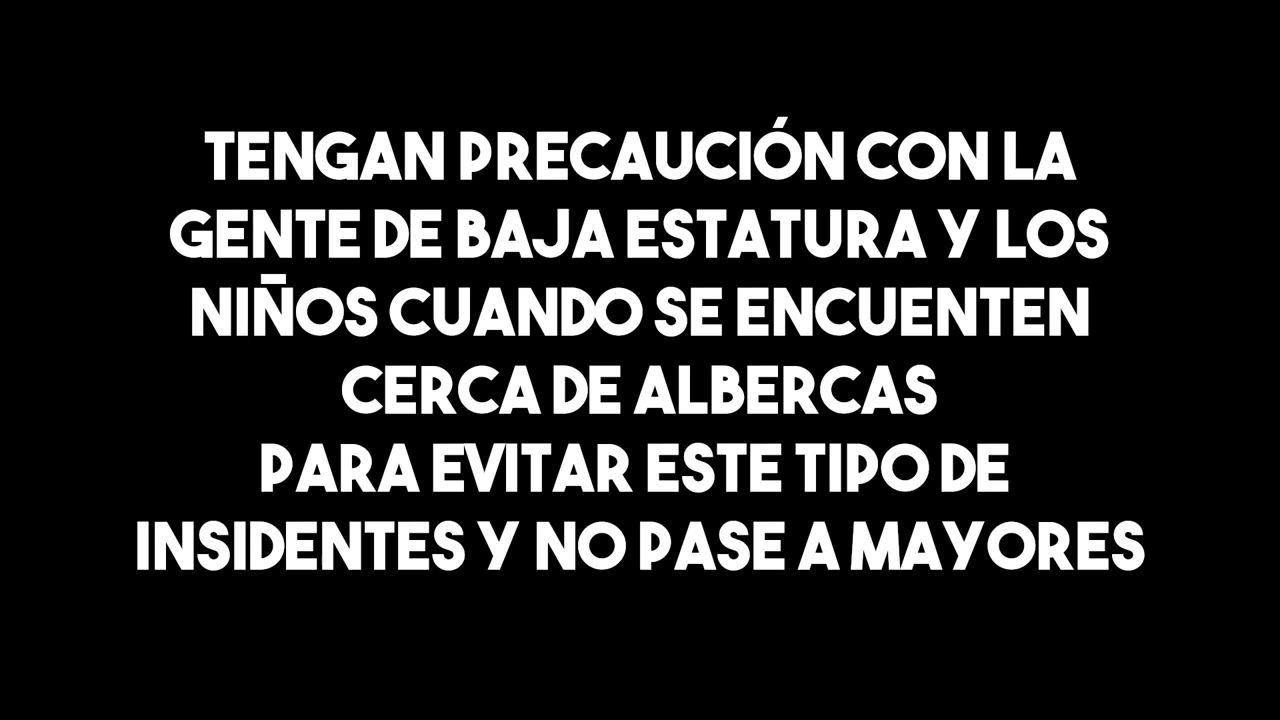 TENGAN PRECAUCIÓN CON LA
GENTE DE BAJA ESTATURA Y LOS
NIÑOS CUANDO SE ENCUENTEN
CERCA DE ALBERCAS
PARA EVITAR ESTE TIPO DE
INSIDENTES Y NO PASE A MAYORES